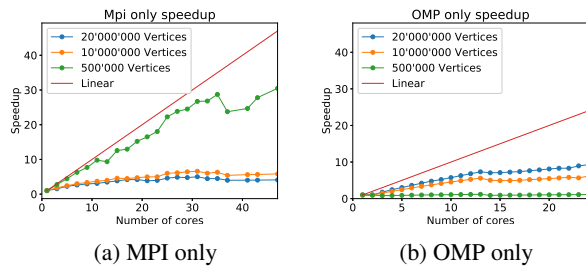 Mpi only speedup
20'000'000 Vertices
10'000'000 Vertices
500'000 Vertices
Linear
Speedup
40
30
20
10
0
0 10 20 30 40
Number of cores
(a) MPI only
OMP only speedup
20'000'000 Vertices
10'000'000 Vertices
500'000 Vertices
Linear
Speedup
40
30
20
10
0
0 5 10 15 20
Number of cores
(b) OMP only